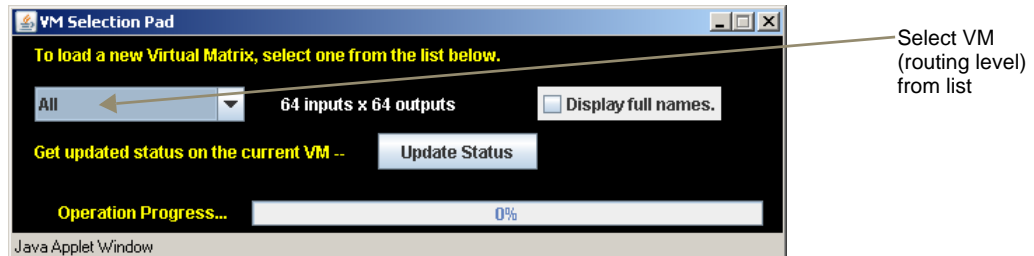 VM Selection Pad
To load a new Virtual Matrix, select one from the list below.
All
64 inputs x 64 outputs
Display full names.
Get updated status on the current VM --
Update Status
Operation Progress...
0%
Java Applet Window
Select VM
(routing level)
from list